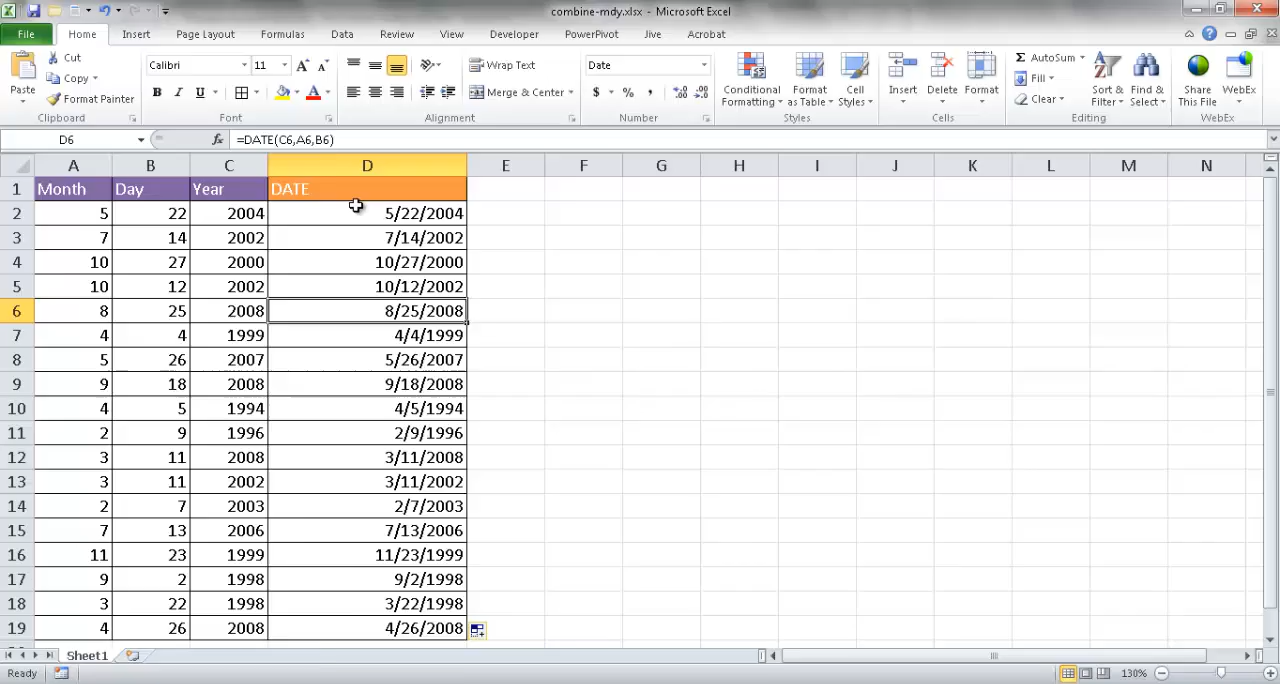 combine-mdy.xlsx - Microsoft Excel
File Home Insert Page Layout Formulas Data Review View Developer PowerPivot Jive Acrobat
Cut Calibri 11 A A Wrap Text Date AutoSum
Paste Copy Conditional Formatting Format as Table Cell Styles Insert Delete Format Fill Sort & Filter Find & Select Share This File WebEx
Format Painter B I U A Merge & Center $ % , Clear
Clipboard Font Alignment Number Styles Cells Editing WebEx
D6 fx =DATE(C6,A6,B6)
A B C D E F G H I J K L M N
1 Month Day Year DATE
2 5 22 2004 5/22/2004
3 7 14 2002 7/14/2002
4 10 27 2000 10/27/2000
5 10 12 2002 10/12/2002
6 8 25 2008 8/25/2008
7 4 4 1999 4/4/1999
8 5 26 2007 5/26/2007
9 9 18 2008 9/18/2008
10 4 5 1994 4/5/1994
11 2 9 1996 2/9/1996
12 3 11 2008 3/11/2008
13 3 11 2002 3/11/2002
14 2 7 2003 2/7/2003
15 7 13 2006 7/13/2006
16 11 23 1999 11/23/1999
17 9 2 1998 9/2/1998
18 3 22 1998 3/22/1998
19 4 26 2008 4/26/2008
Sheet1
Ready 130%